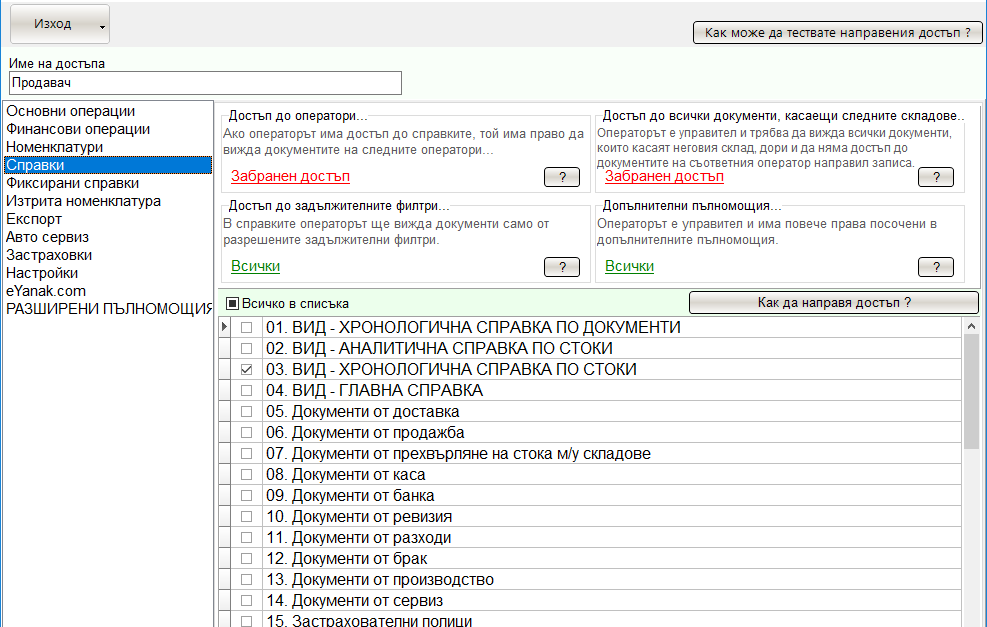 Изход
Как може да тествате направения достъп ?
Име на достъпа
Продавач
Основни операции
Финансови операции
Номенклатури
Справки
Фиксирани справки
Изтрита номенклатура
Експорт
Авто сервиз
Застраховки
Настройки
eYanak.com
РАЗШИРЕНИ ПЪЛНОМОЩИЯ
Достъп до оператори...
Ако операторът има достъп до справките, той има право да
вижда документите на следните оператори...
Забранен достъп
?
Достъп до всички документи, касаещи следните складове..
Операторът е управител и трябва да вижда всички документи,
които касаят неговия склад, дори и да няма достъп до
документите на съответния оператор направил записа.
Забранен достъп
?
Достъп до задължителните филтри...
В справките операторът ще вижда документи само от
разрешените задължителни филтри.
Всички
?
Допълнителни пълномощия...
Операторът е управител и има повече права посочени в
допълнителните пълномощия.
Всички
?
Всичко в списъка
Как да направя достъп ?
01. ВИД - ХРОНОЛОГИЧНА СПРАВКА ПО ДОКУМЕНТИ
02. ВИД - АНАЛИТИЧНА СПРАВКА ПО СТОКИ
03. ВИД - ХРОНОЛОГИЧНА СПРАВКА ПО СТОКИ
04. ВИД - ГЛАВНА СПРАВКА
05. Документи от доставка
06. Документи от продажба
07. Документи от прехвърляне на стока м/у складове
08. Документи от каса
09. Документи от банка
10. Документи от ревизия
11. Документи от разходи
12. Документи от брак
13. Документи от производство
14. Документи от сервиз
15. Застрахователни полици